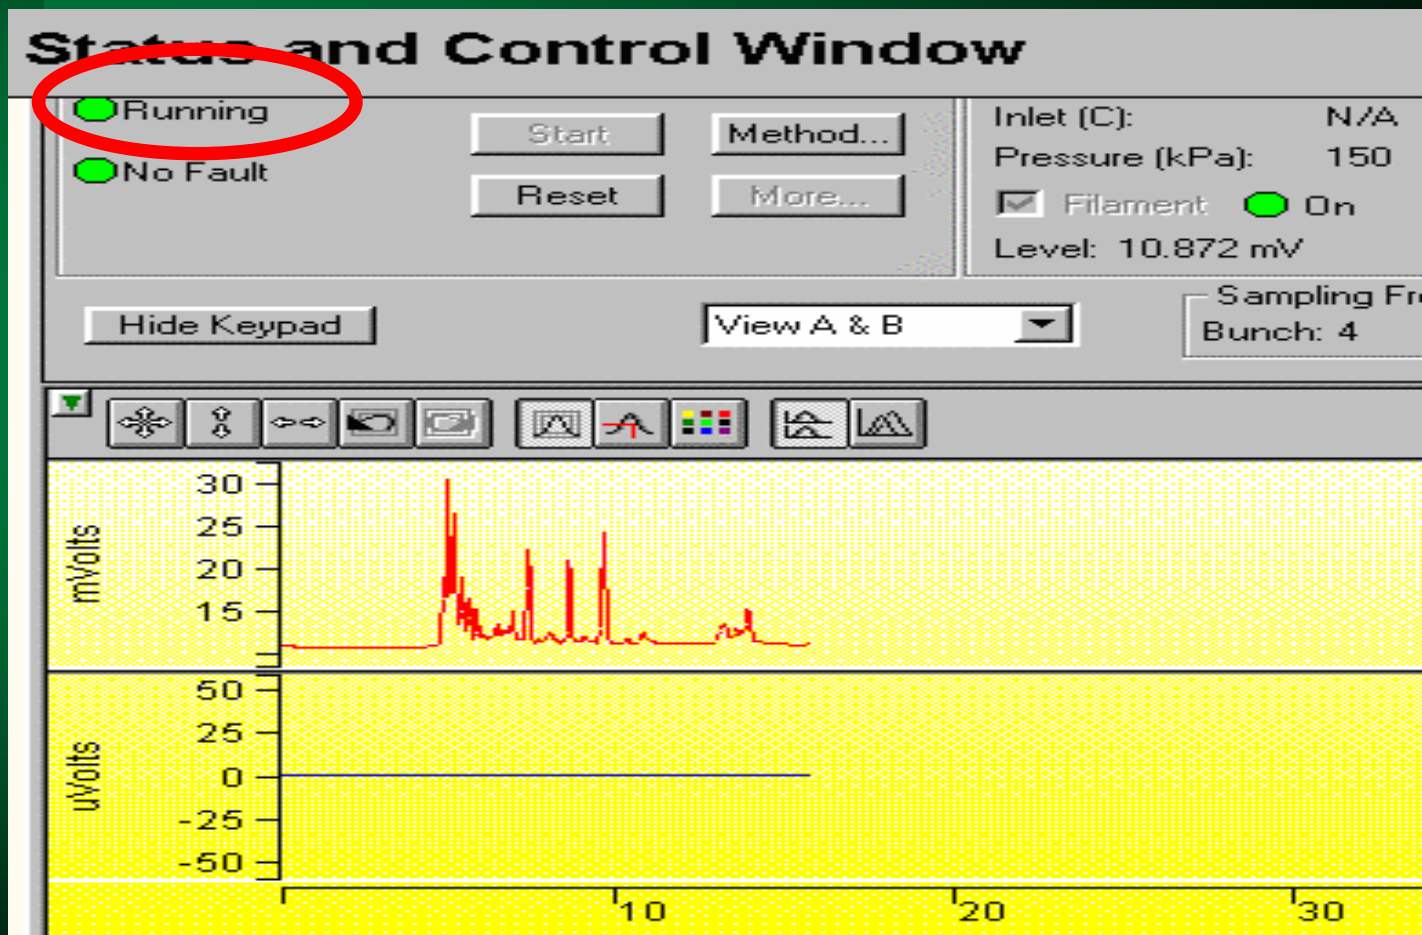 Status and Control Window
Running
No Fault
Start
Method...
Reset
More...
Inlet (C): N/A
Pressure (kPa): 150
Filament On
Level: 10.872 mV
Hide Keypad
View A & B
Sampling Fre
Bunch: 4
mVolts
30
25
20
15
uVolts
50
25
0
-25
-50
10
20
30